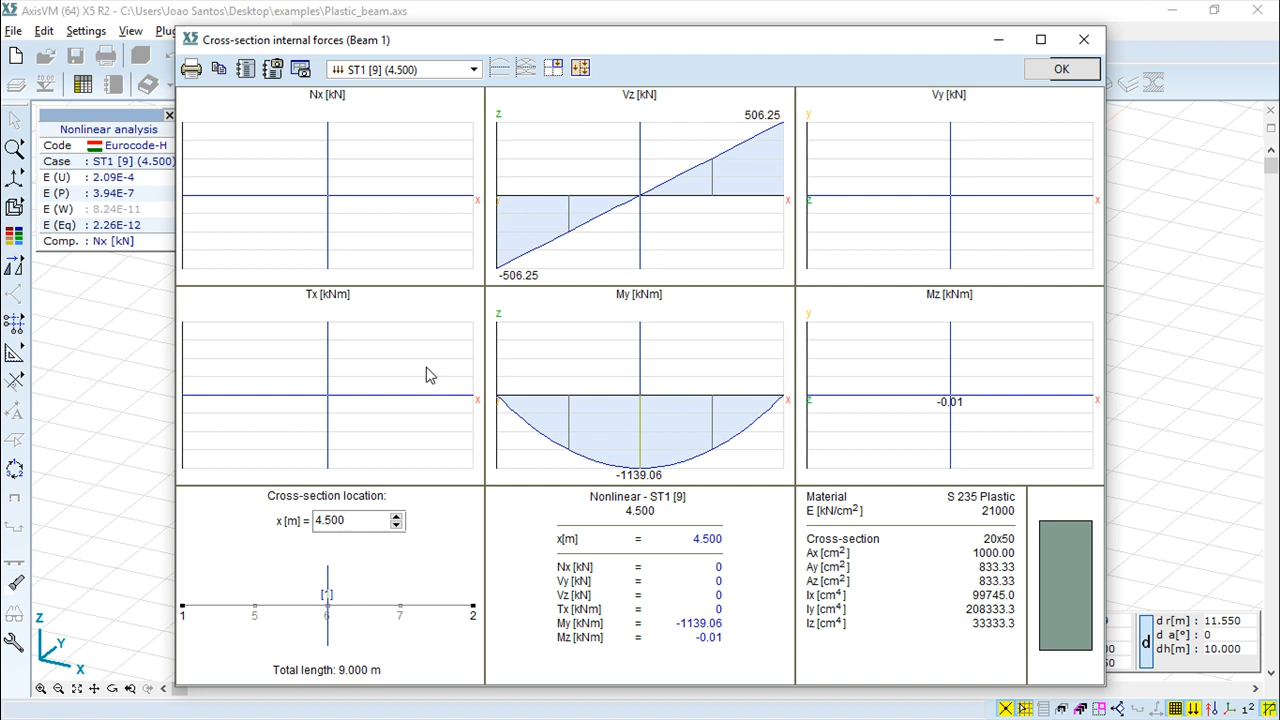 AxisVM (64) X5 R2 - C:\Users\Joao Santos\Desktop\examples\Plastic_beam.axs
File Edit Settings View
Cross-section internal forces (Beam 1)
ST1 [9] (4.500)
OK
Nonlinear analysis
Code Eurocode-H
Case : ST1 [9] (4.500)
E (U) : 2.09E-4
E (P) : 3.94E-7
E (W) : 8.24E-11
E (Eq) : 2.26E-12
Comp. : Nx [kN]
Nx [kN]
x
Vz [kN]
z
506.25
x
-506.25
Vy [kN]
y
z
x
Tx [kNm]
x
My [kNm]
z
x
-1139.06
Mz [kNm]
y
z
-0.01
x
Cross-section location:
x [m] = 4.500
1 5 6 7 2
Total length: 9.000 m
Nonlinear - ST1 [9]
4.500
x[m] = 4.500
Nx [kN] = 0
Vy [kN] = 0
Vz [kN] = 0
Tx [kNm] = 0
My [kNm] = -1139.06
Mz [kNm] = -0.01
Material S 235 Plastic
E [kN/cm²] 21000
Cross-section 20x50
Ax [cm²] 1000.00
Ay [cm²] 833.33
Az [cm²] 833.33
Ix [cm⁴] 99745.0
Iy [cm⁴] 208333.3
Iz [cm⁴] 33333.3
Z
Y
X
d
d r[m] : 11.550
d a[°] : 0
dh[m] : 10.000